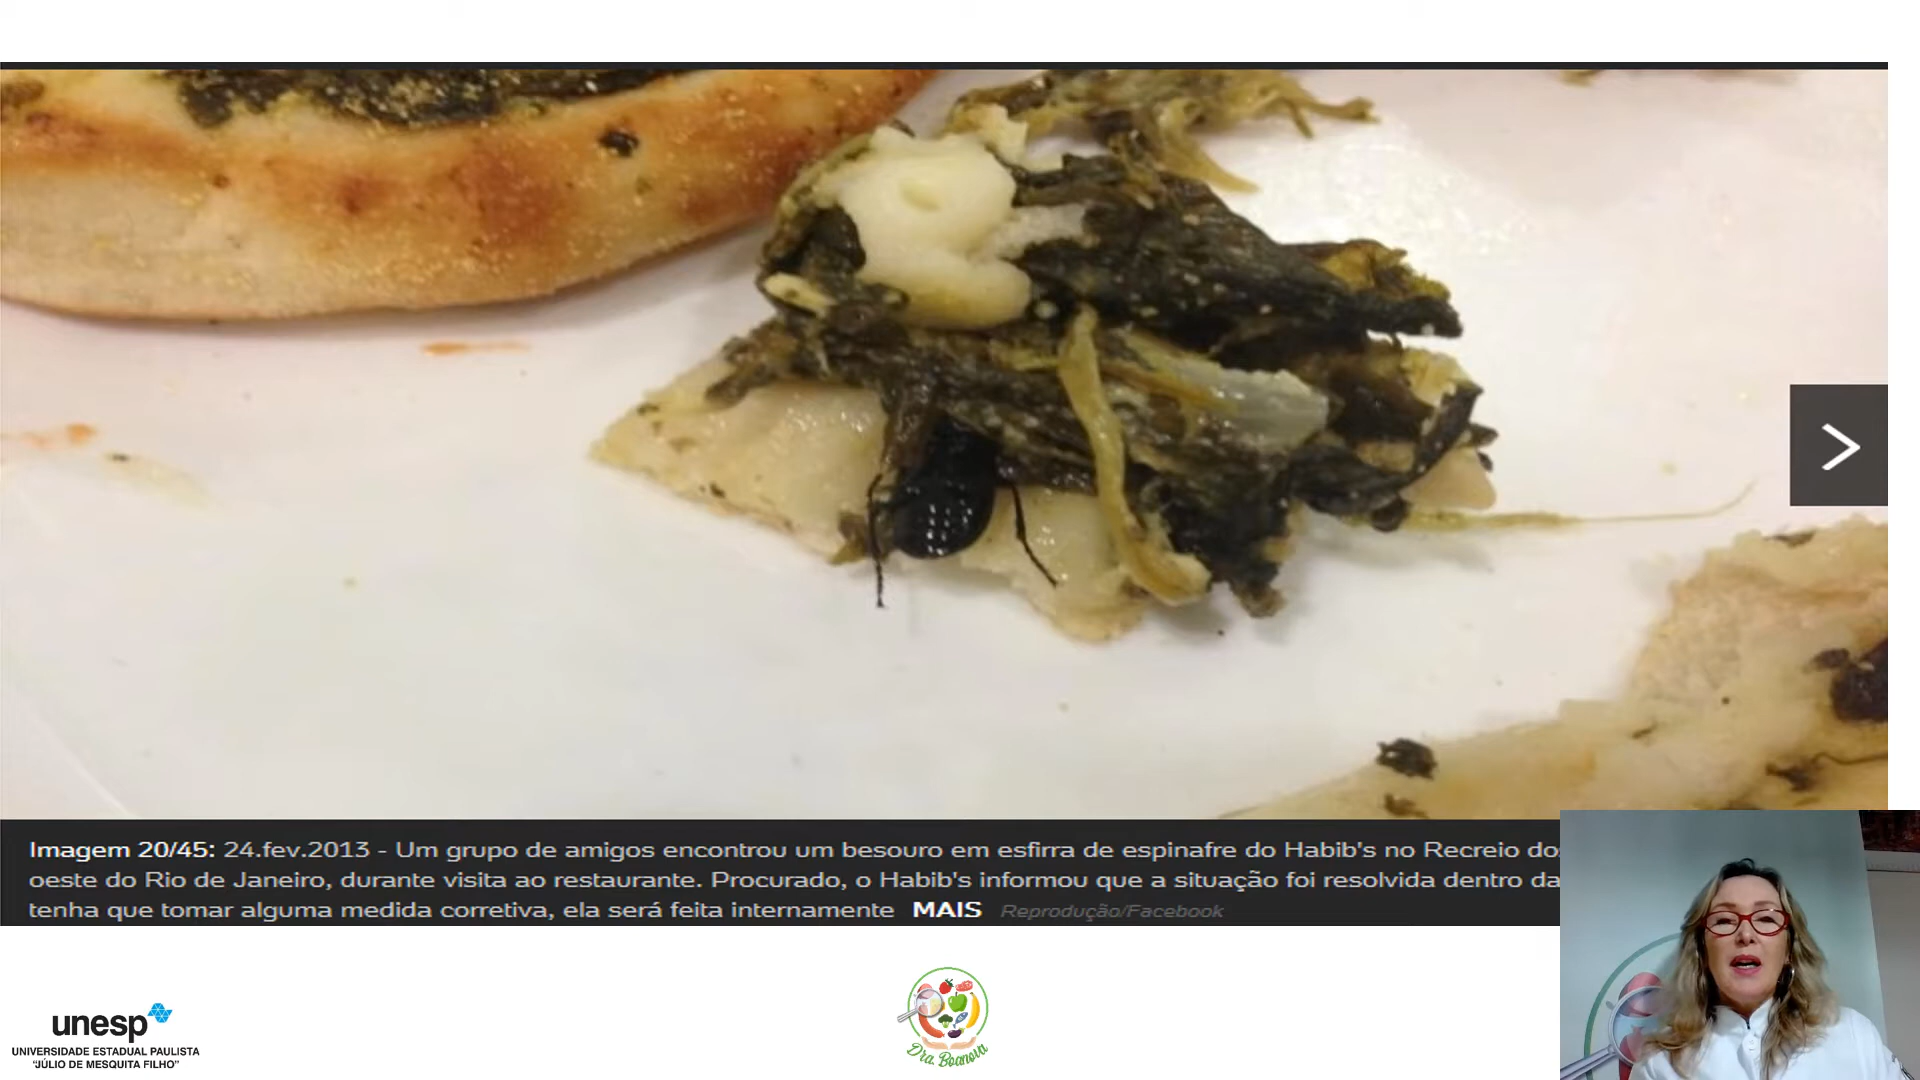 Imagem 20/45: 24.fev.2013 - Um grupo de amigos encontrou um besouro em esfirra de espinafre do Habib's no Recreio
oeste do Rio de Janeiro, durante visita ao restaurante. Procurado, o Habib's informou que a situação foi resolvida dentro da
tenha que tomar alguma medida corretiva, ela será feita internamente MAIS Reprodução/Facebook
unesp
UNIVERSIDADE ESTADUAL PAULISTA
"JÚLIO DE MESQUITA FILHO"
Dra. Boanova